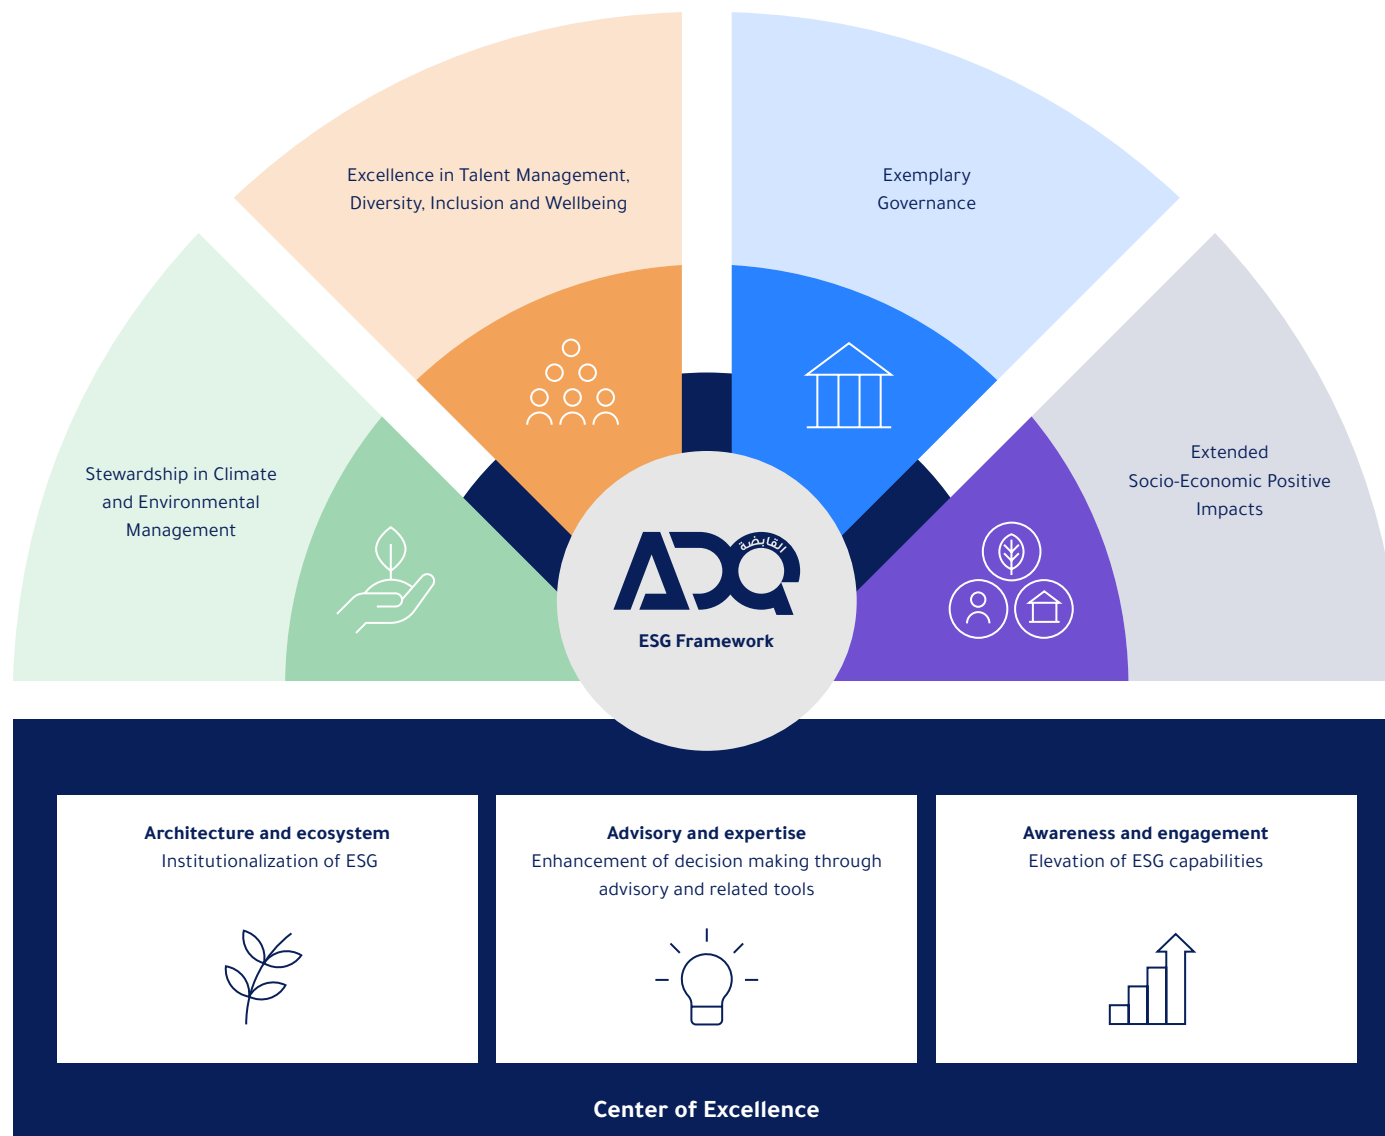 Excellence in Talent Management,
Diversity, Inclusion and Wellbeing
Exemplary
Governance
Stewardship in Climate
and Environmental
Management
Extended
Socio-Economic Positive
Impacts
ADQ
القابضة
ESG Framework
Architecture and ecosystem
Institutionalization of ESG
Advisory and expertise
Enhancement of decision making through
advisory and related tools
Awareness and engagement
Elevation of ESG capabilities
Center of Excellence